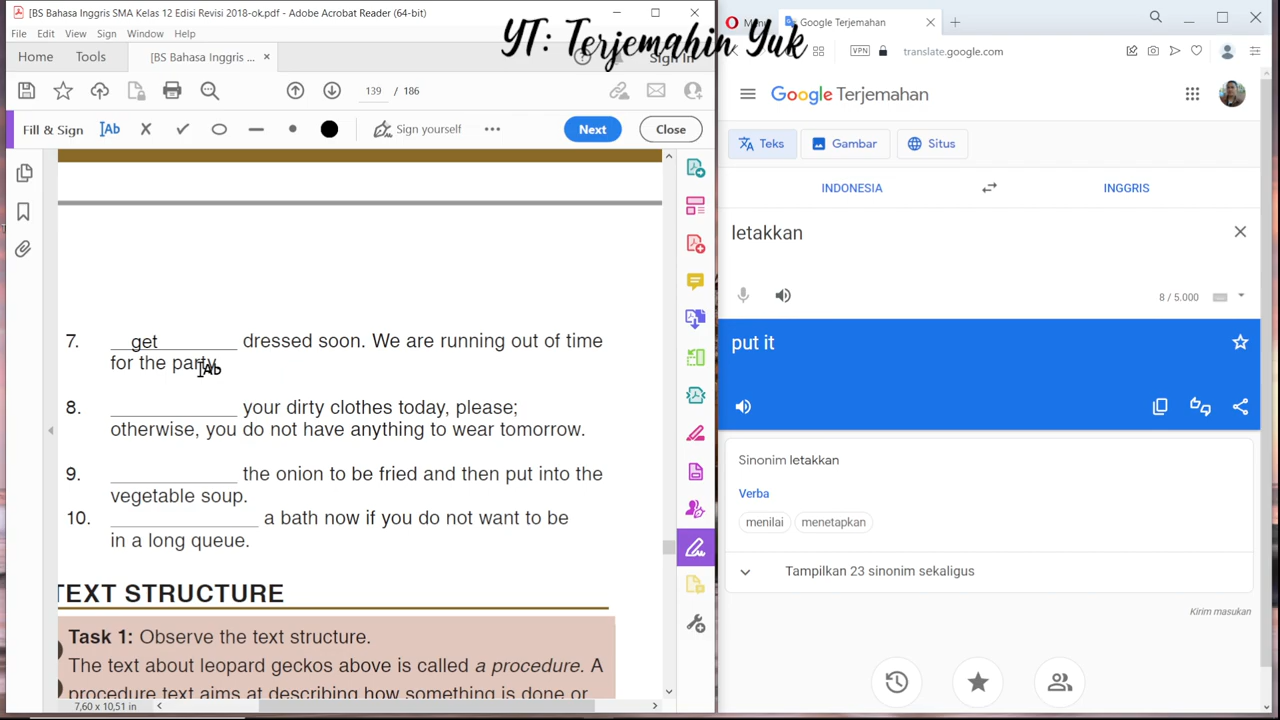 [BS Bahasa Inggris SMA Kelas 12 Edisi Revisi 2018-ok.pdf - Adobe Acrobat Reader (64-bit)
File Edit View Sign Window Help
Home Tools [BS Bahasa Inggris ... × Sign In
YT: Terjemahin Yuk
139 / 186
Fill & Sign Ab Sign yourself Next Close
7. get dressed soon. We are running out of time
for the party.
8. your dirty clothes today, please;
otherwise, you do not have anything to wear tomorrow.
9. the onion to be fried and then put into the
vegetable soup.
10. a bath now if you do not want to be
in a long queue.
TEXT STRUCTURE
Task 1: Observe the text structure.
The text about leopard geckos above is called a procedure. A
procedure text aims at describing how something is done or
7,60 x 10,51 in
Google Terjemahan
VPN translate.google.com
Google Terjemahan
Teks Gambar Situs
INDONESIA INGGRIS
letakkan
8 / 5.000
put it
Sinonim letakkan
Verba
menilai menetapkan
Tampilkan 23 sinonim sekaligus
Kirim masukan